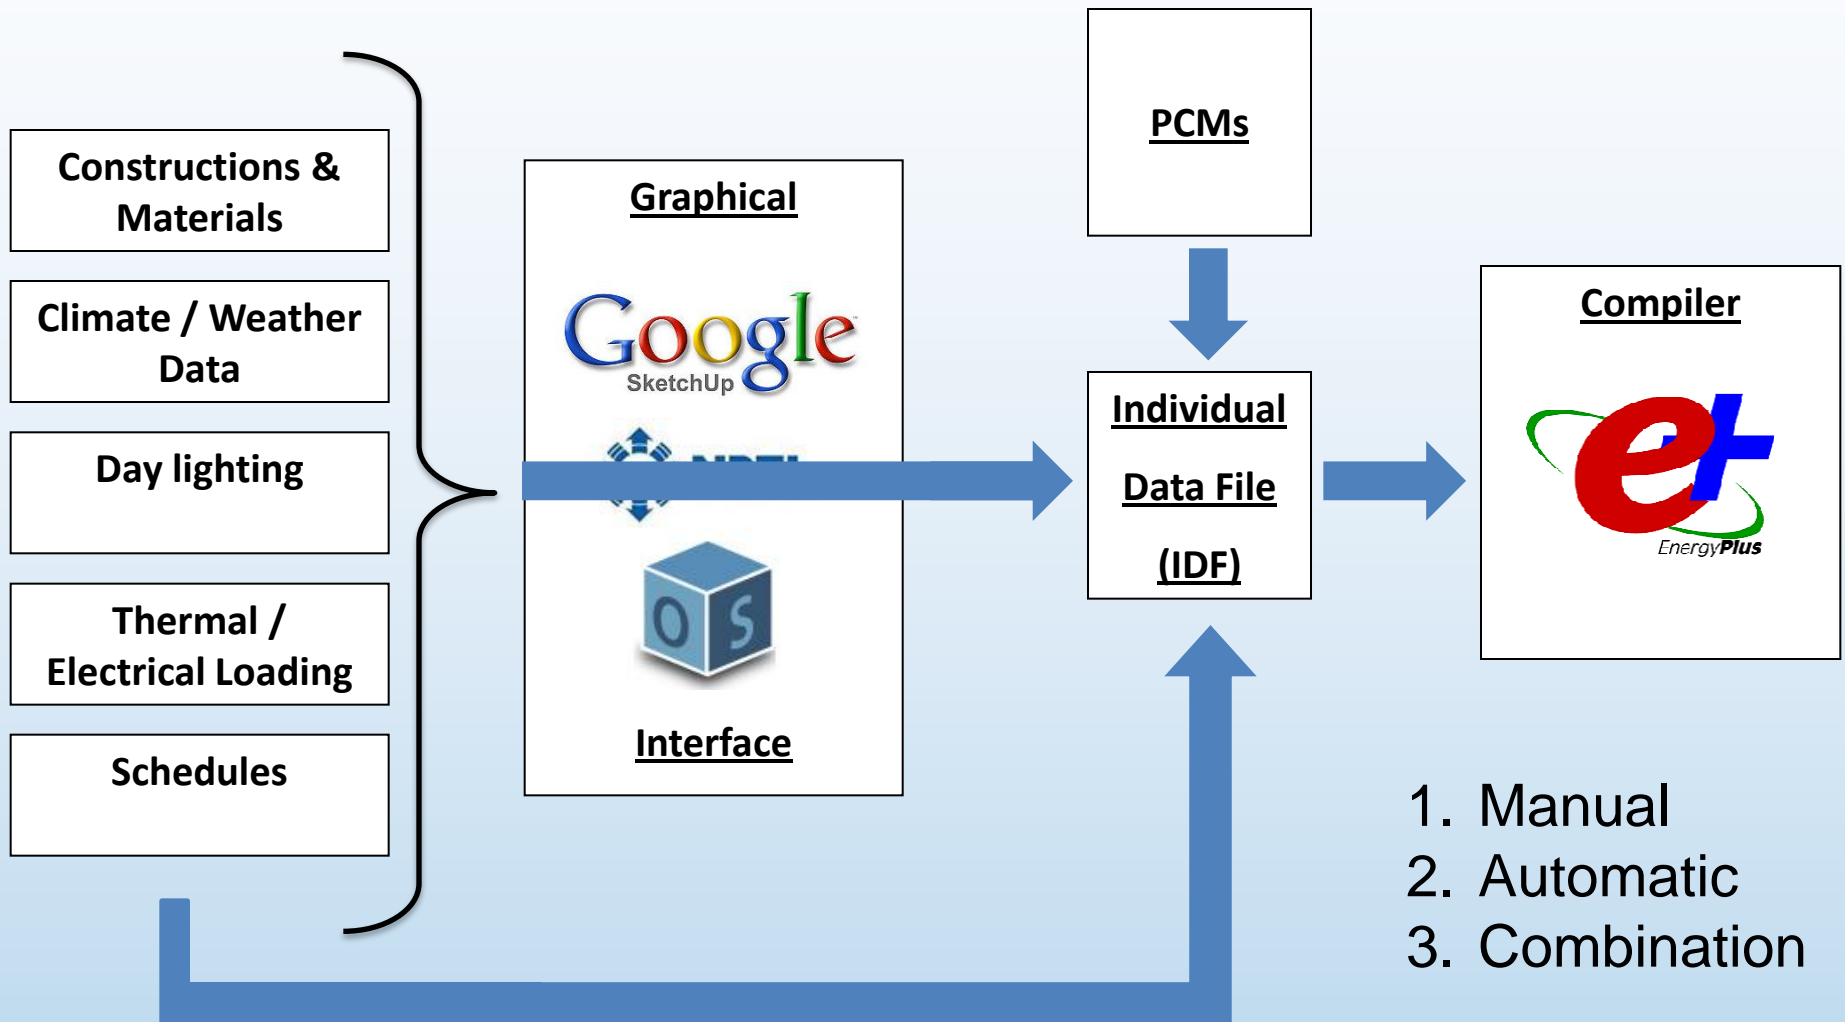 Constructions &
Materials
Climate / Weather
Data
Day lighting
Thermal /
Electrical Loading
Schedules
Graphical
Google
SketchUp
O S
Interface
PCMs
Individual
Data File
(IDF)
Compiler
e+
EnergyPlus
1. Manual
2. Automatic
3. Combination